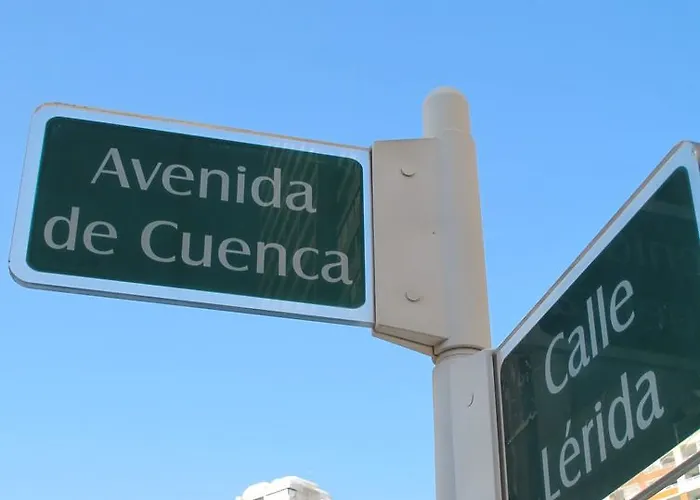 Avenida
de Cuenca
Calle
Lérida